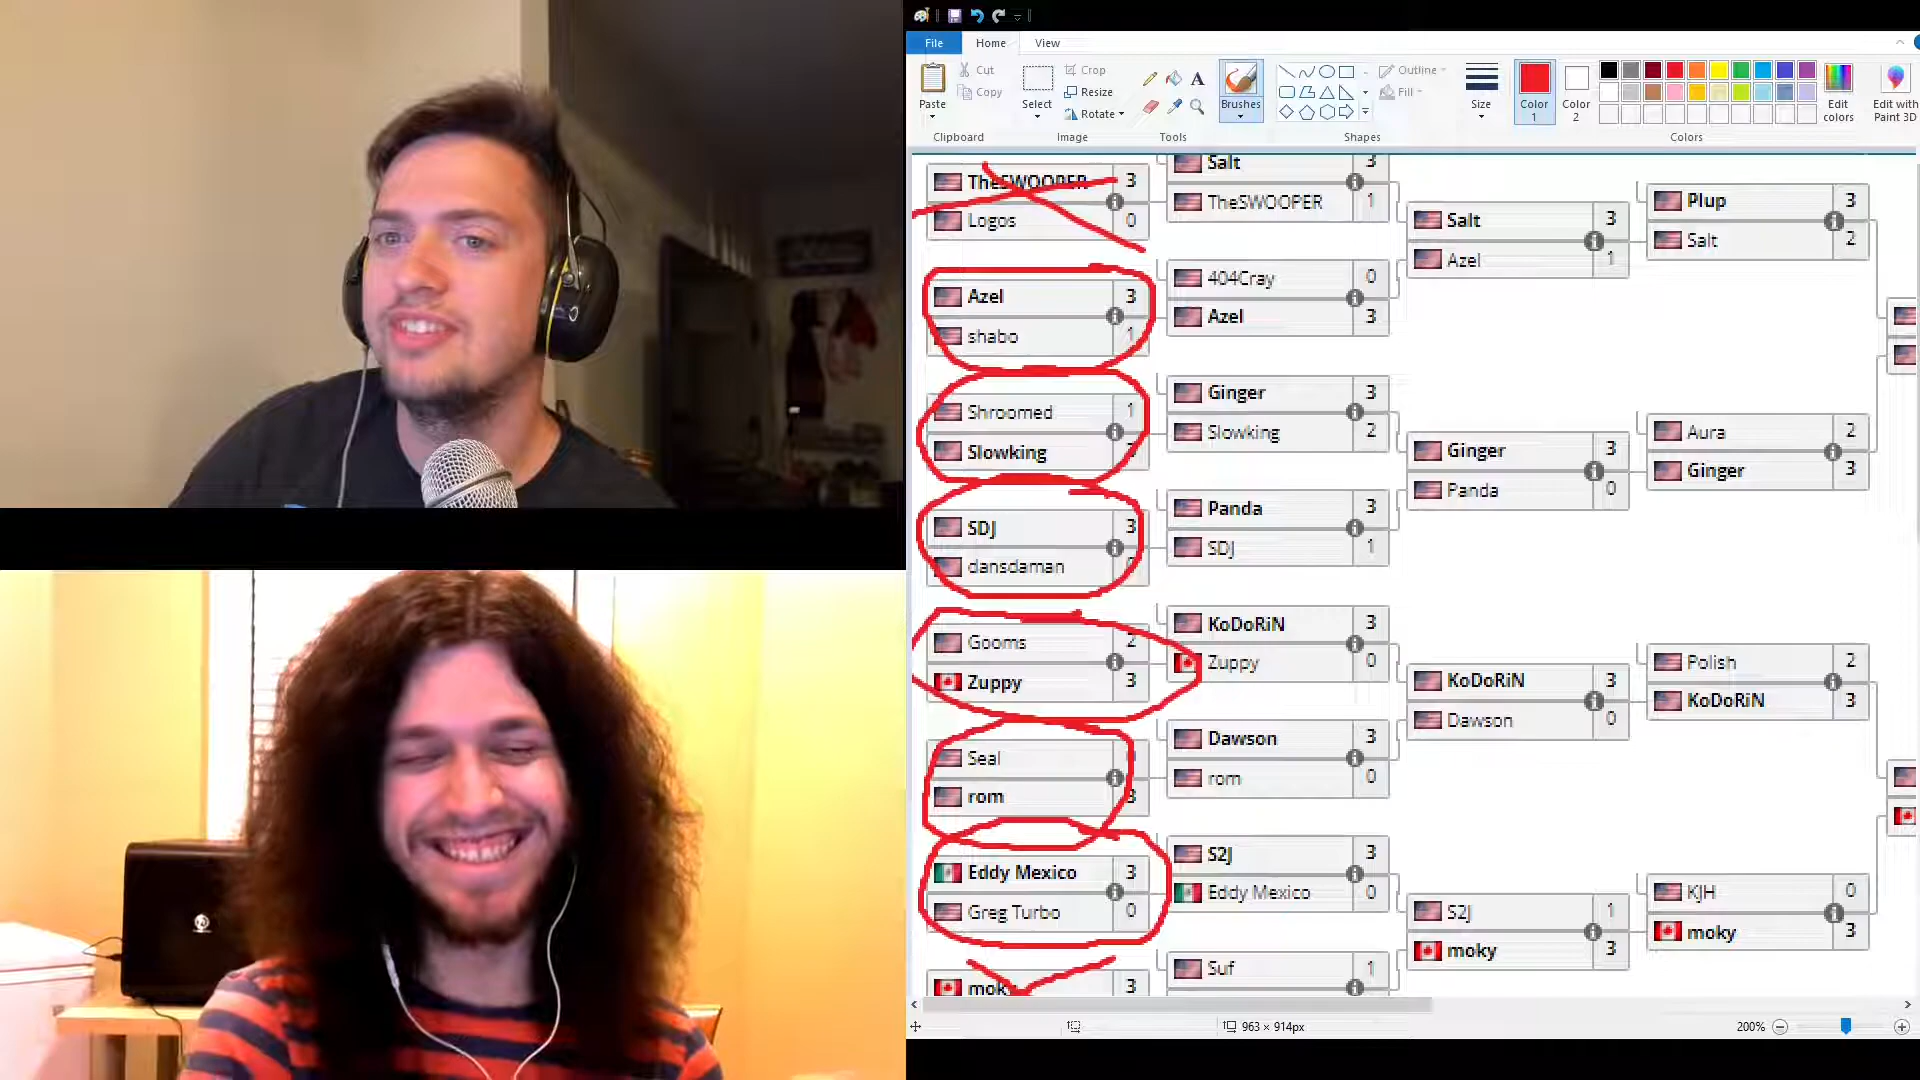 File
Home
View
Paste
Cut
Copy
Clipboard
Select
Crop
Resize
Rotate
Image
Tools
Brushes
Outline
Fill
Shapes
Size
Color
1
Color
2
Edit
colors
Edit with
Paint 3D
Colors
TheSWOOPER 3
Logos 0
Azel 3
shabo 1
Shroomed 1
Slowking
SDJ 3
dansdaman
Gooms 2
Zuppy 3
Seal
rom 3
Eddy Mexico 3
Greg Turbo 0
moky 3
Salt 3
TheSWOOPER 1
404Cray 0
Azel 3
Ginger 3
Slowking 2
Panda 3
SDJ 1
KoDoRiN 3
Zuppy 0
Dawson 3
rom 0
S2J 3
Eddy Mexico 0
Suf 1
Salt 3
Azel 1
Ginger 3
Panda 0
KoDoRiN 3
Dawson 0
S2J 1
moky 3
Plup 3
Salt 2
Aura 2
Ginger 3
Polish 2
KoDoRiN 3
KJH 0
moky 3
963 × 914px
200%